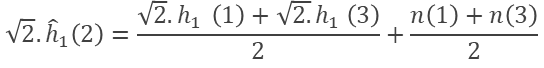 √2. ĥ₁(2) = (√2. h₁ (1) + √2. h₁ (3))/2 + (n(1) + n(3))/2